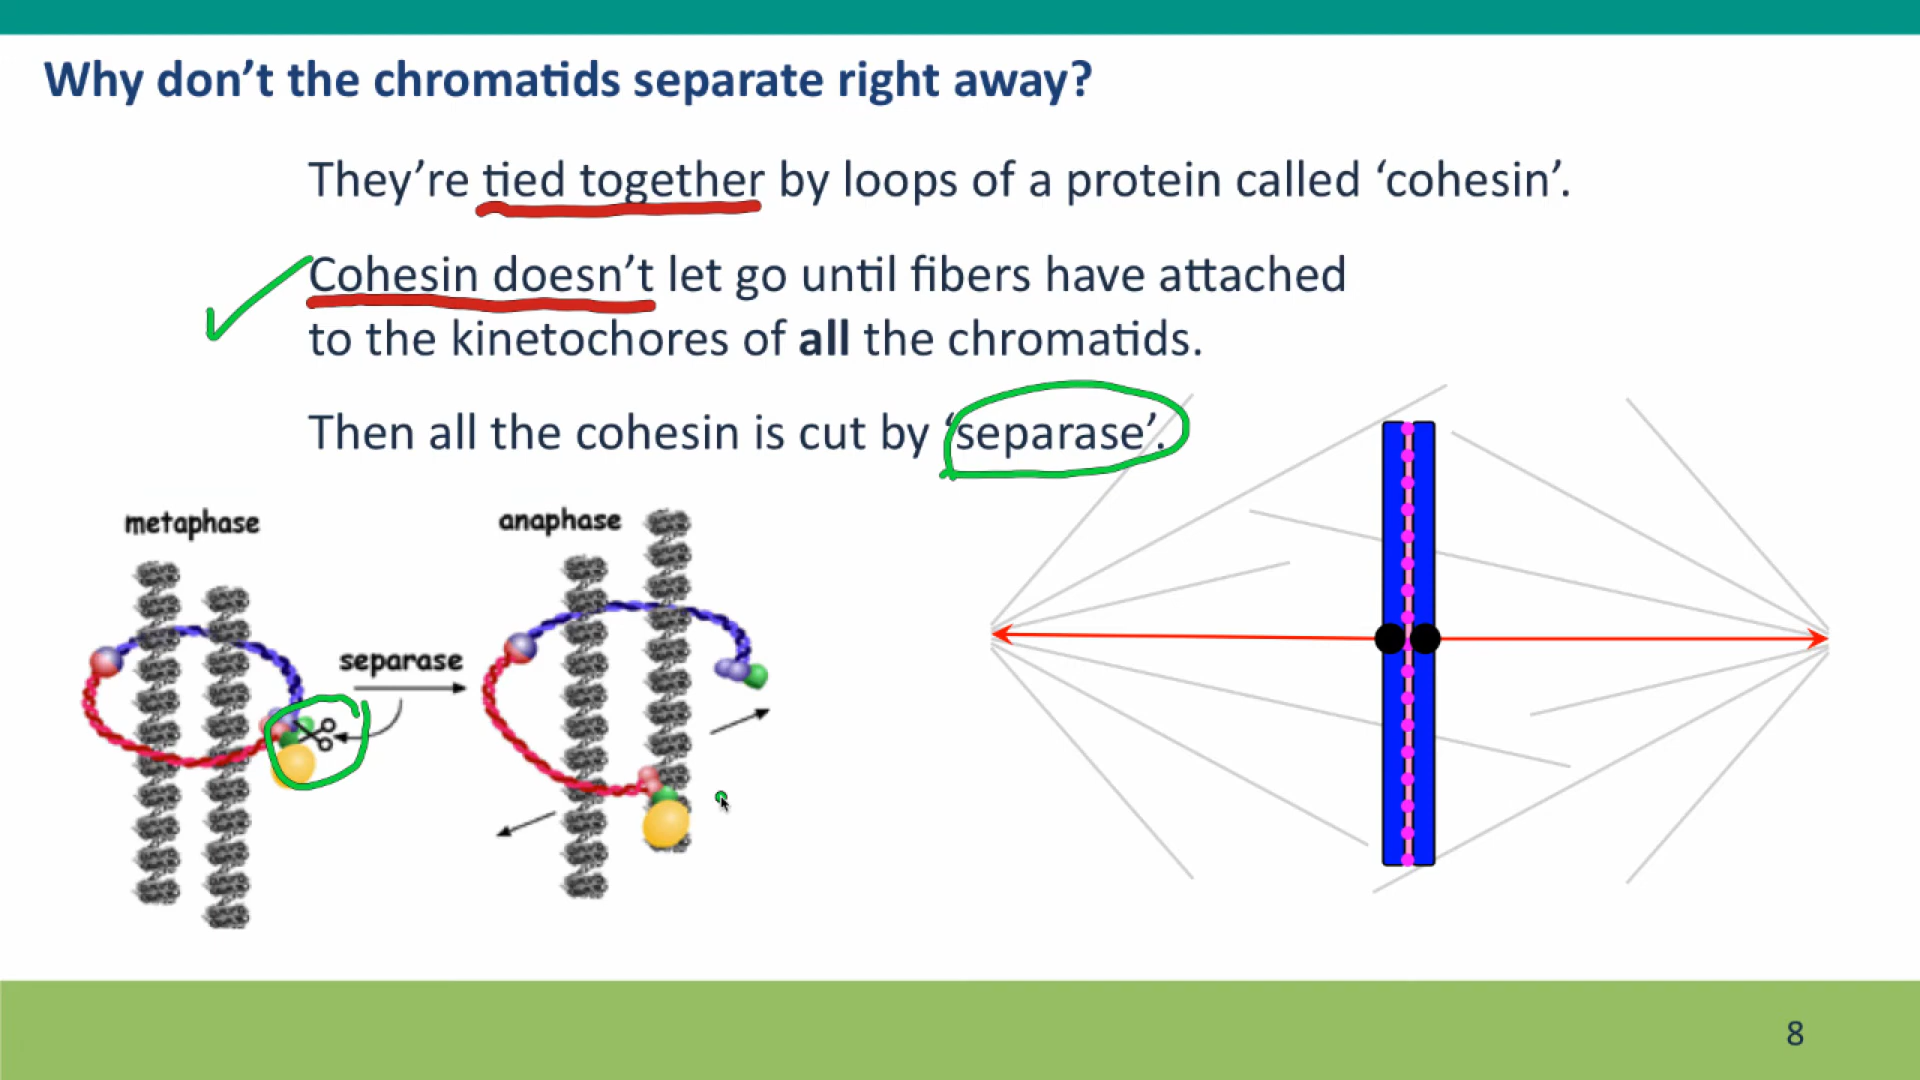 Why don’t the chromatids separate right away?
They’re tied together by loops of a protein called ‘cohesin’.
Cohesin doesn’t let go until fibers have attached
to the kinetochores of all the chromatids.
Then all the cohesin is cut by ‘separase’.
metaphase
anaphase
separase
8